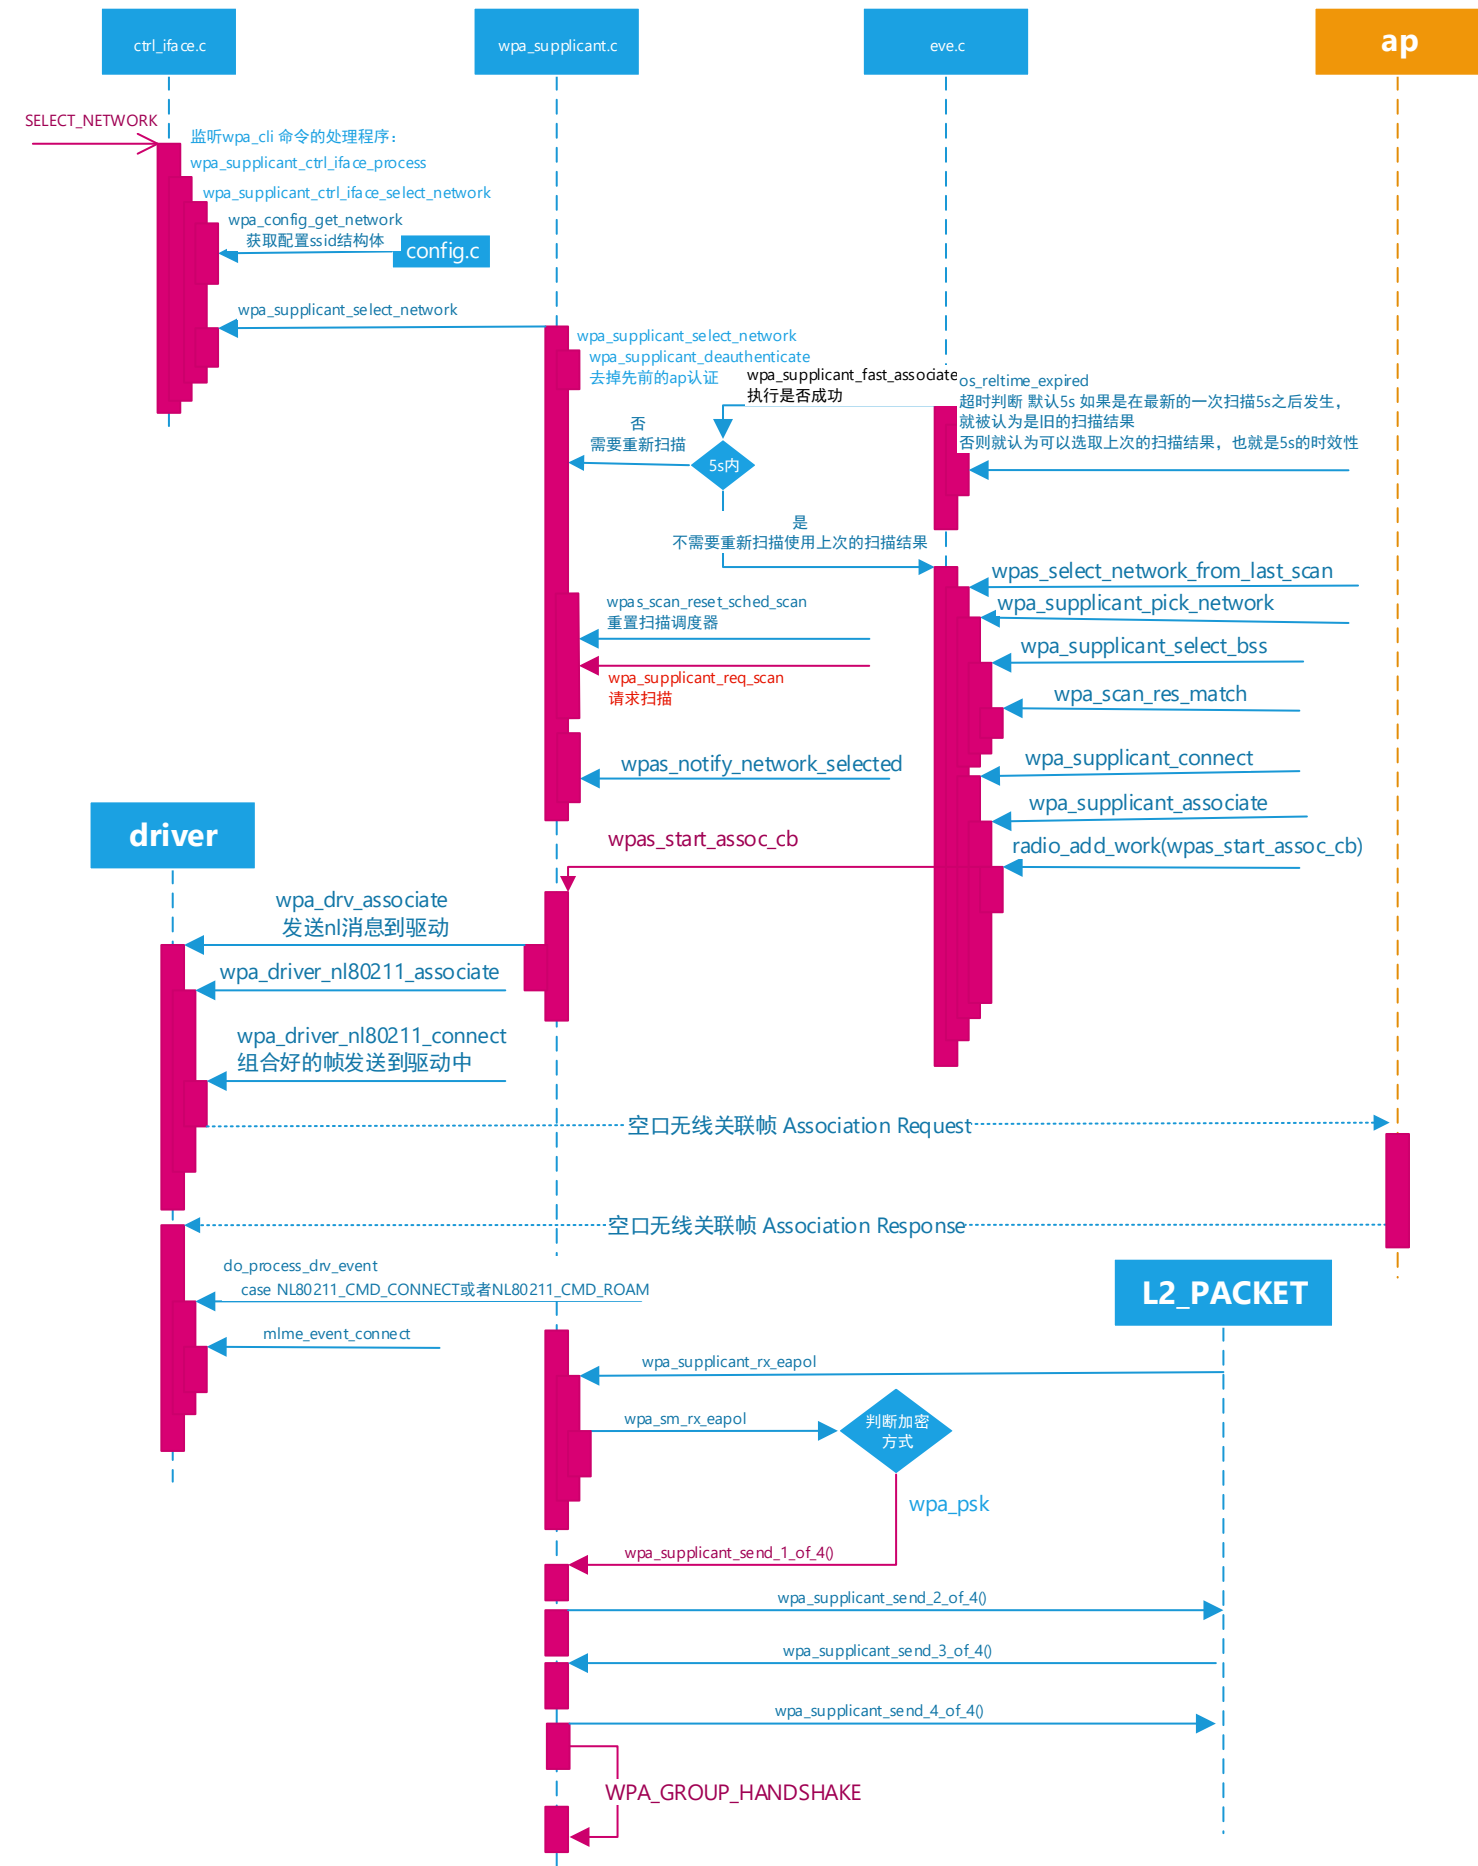 ctrl_iface.c
wpa_supplicant.c
eve.c
ap
SELECT_NETWORK
监听wpa_cli 命令的处理程序：
wpa_supplicant_ctrl_iface_process
wpa_supplicant_ctrl_iface_select_network
wpa_config_get_network
获取配置ssid结构体
config.c
wpa_supplicant_select_network
wpa_supplicant_select_network
wpa_supplicant_deauthenticate
去掉先前的ap认证
wpa_supplicant_fast_associate
执行是否成功
os_reltime_expired
超时判断 默认5s 如果是在最新的一次扫描5s之后发生，
就被认为是旧的扫描结果
否则就认为可以选取上次的扫描结果，也就是5s的时效性
否
需要重新扫描
5s内
是
不需要重新扫描使用上次的扫描结果
wpas_select_network_from_last_scan
wpas_scan_reset_sched_scan
重置扫描调度器
wpa_supplicant_pick_network
wpa_supplicant_select_bss
wpa_supplicant_req_scan
请求扫描
wpa_scan_res_match
wpas_notify_network_selected
wpa_supplicant_connect
wpa_supplicant_associate
driver
wpas_start_assoc_cb
radio_add_work(wpas_start_assoc_cb)
wpa_drv_associate
发送nl消息到驱动
wpa_driver_nl80211_associate
wpa_driver_nl80211_connect
组合好的帧发送到驱动中
空口无线关联帧 Association Request
空口无线关联帧 Association Response
do_process_drv_event
case NL80211_CMD_CONNECT或者NL80211_CMD_ROAM
L2_PACKET
mlme_event_connect
wpa_supplicant_rx_eapol
wpa_sm_rx_eapol
判断加密
方式
wpa_psk
wpa_supplicant_send_1_of_4()
wpa_supplicant_send_2_of_4()
wpa_supplicant_send_3_of_4()
wpa_supplicant_send_4_of_4()
WPA_GROUP_HANDSHAKE